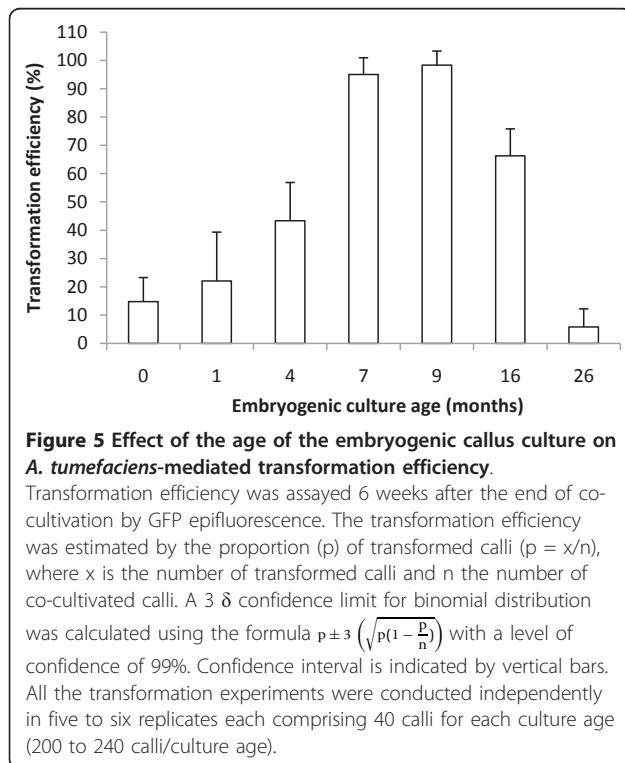 110
100
90
80
70
60
50
40
30
20
10
0
Transformation efficiency (%)
0 1 4 7 9 16 26
Embryogenic culture age (months)
Figure 5 Effect of the age of the embryogenic callus culture on
A. tumefaciens-mediated transformation efficiency.
Transformation efficiency was assayed 6 weeks after the end of co-
cultivation by GFP epifluorescence. The transformation efficiency
was estimated by the proportion (p) of transformed calli (p = x/n),
where x is the number of transformed calli and n the number of
co-cultivated calli. A 3 δ confidence limit for binomial distribution
was calculated using the formula p ± 3 (√p(1 − p/n)) with a level of
confidence of 99%. Confidence interval is indicated by vertical bars.
All the transformation experiments were conducted independently
in five to six replicates each comprising 40 calli for each culture age
(200 to 240 calli/culture age).